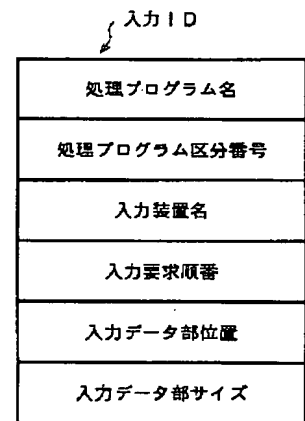 入力ID
処理プログラム名
処理プログラム区分番号
入力装置名
入力要求順番
入力データ部位置
入力データ部サイズ